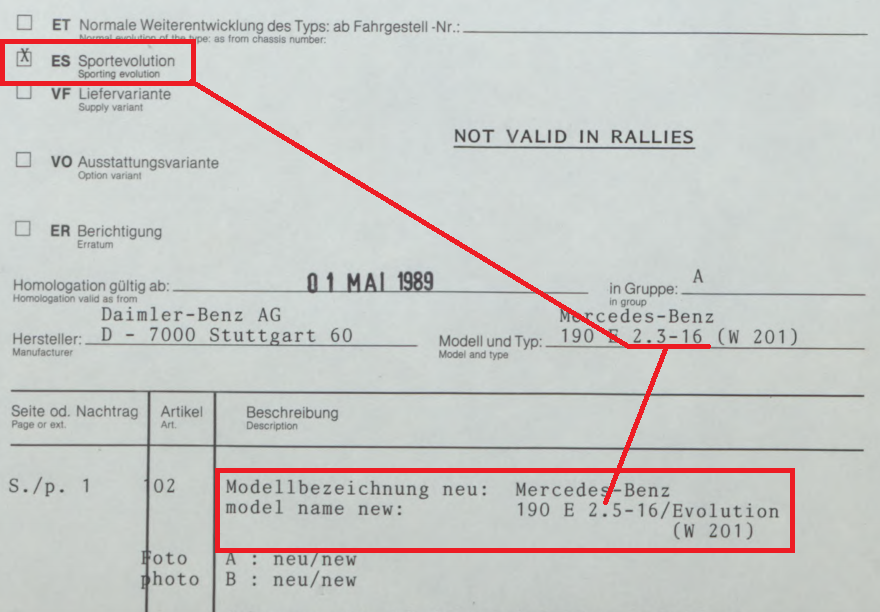 ET Normale Weiterentwicklung des Typs: ab Fahrgestell -Nr.:
Normal evolution of the type: as from chassis number:
X ES Sportevolution
Sporting evolution
VF Liefervariante
Supply variant
NOT VALID IN RALLIES
VO Ausstattungsvariante
Option variant
ER Berichtigung
Erratum
Homologation gültig ab: 01 MAI 1989 in Gruppe: A
Homologation valid as from in group
Daimler-Benz AG Mercedes-Benz
Hersteller: D - 7000 Stuttgart 60 Modell und Typ: 190 E 2.3-16 (W 201)
Manufacturer Model and type
Seite od. Nachtrag Artikel Beschreibung
Page or ext. Art. Description
S./p. 1 102 Modellbezeichnung neu: Mercedes-Benz
model name new: 190 E 2.5-16/Evolution
(W 201)
Foto A : neu/new
photo B : neu/new